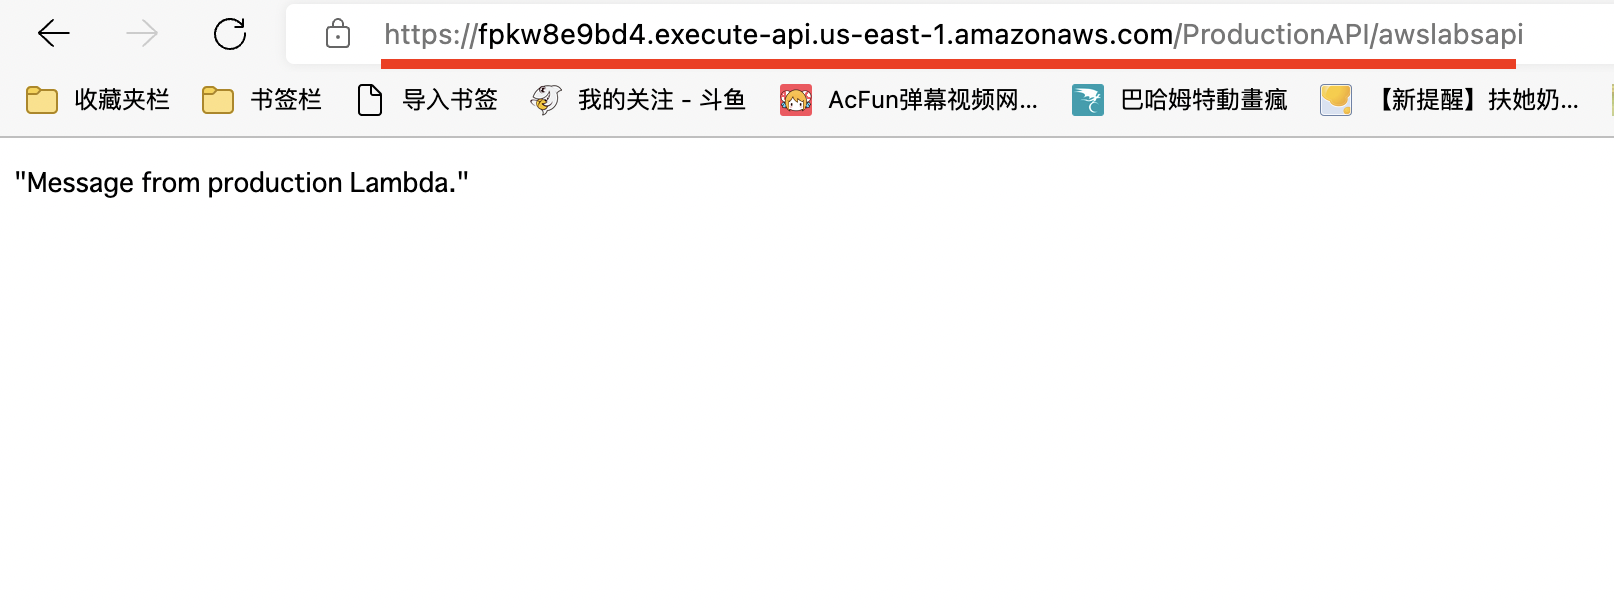 https://fpkw8e9bd4.execute-api.us-east-1.amazonaws.com/ProductionAPI/awslabsapi
收藏夹栏 书签栏 导入书签 我的关注 - 斗鱼 AcFun弹幕视频网... 巴哈姆特動畫瘋 【新提醒】扶她奶...
"Message from production Lambda."